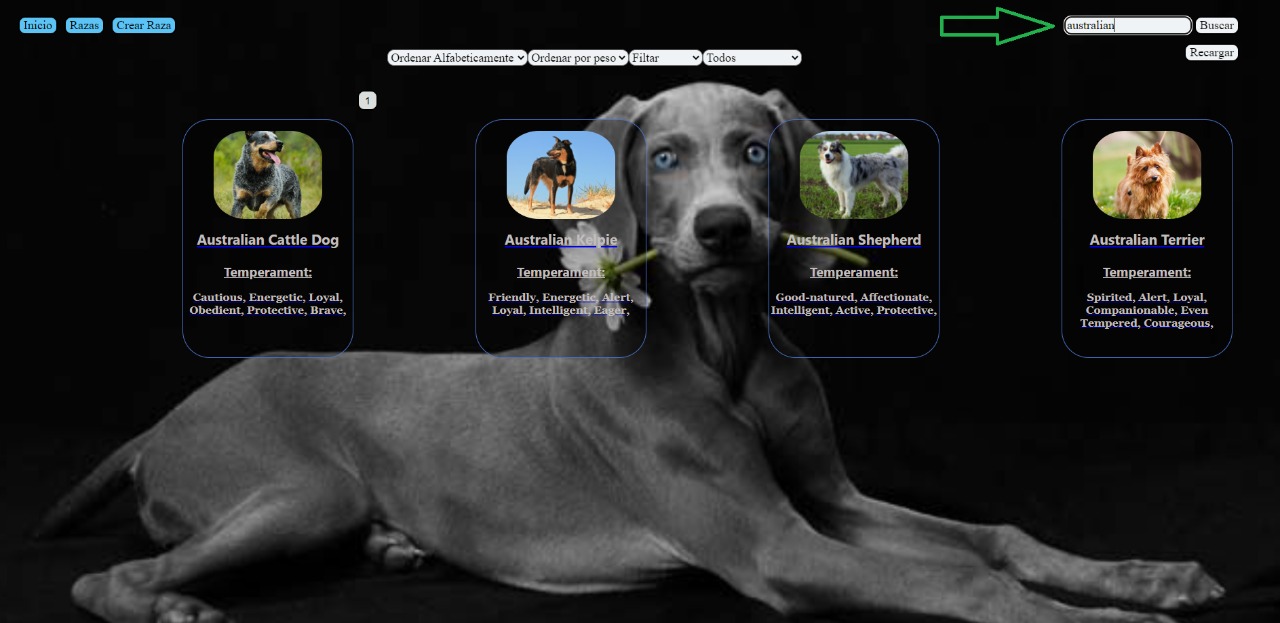 Inicio Razas Crear Raza
australian Buscar
Recargar
Ordenar Alfabeticamente Ordenar por peso Filtar Todos
1
Australian Cattle Dog
Temperament:
Cautious, Energetic, Loyal,
Obedient, Protective, Brave,
Australian Kelpie
Temperament:
Friendly, Energetic, Alert,
Loyal, Intelligent, Eager,
Australian Shepherd
Temperament:
Good-natured, Affectionate,
Intelligent, Active, Protective,
Australian Terrier
Temperament:
Spirited, Alert, Loyal,
Companionable, Even
Tempered, Courageous,